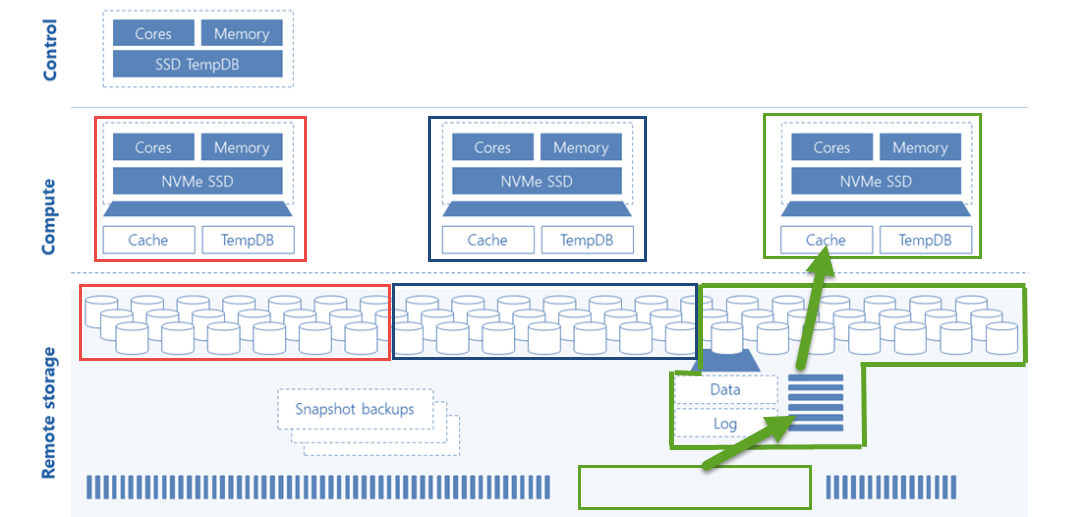 Control
Cores Memory
SSD TempDB
Compute
Cores Memory
NVMe SSD
Cache TempDB
Cores Memory
NVMe SSD
Cache TempDB
Cores Memory
NVMe SSD
Cache TempDB
Remote storage
Snapshot backups
Data
Log